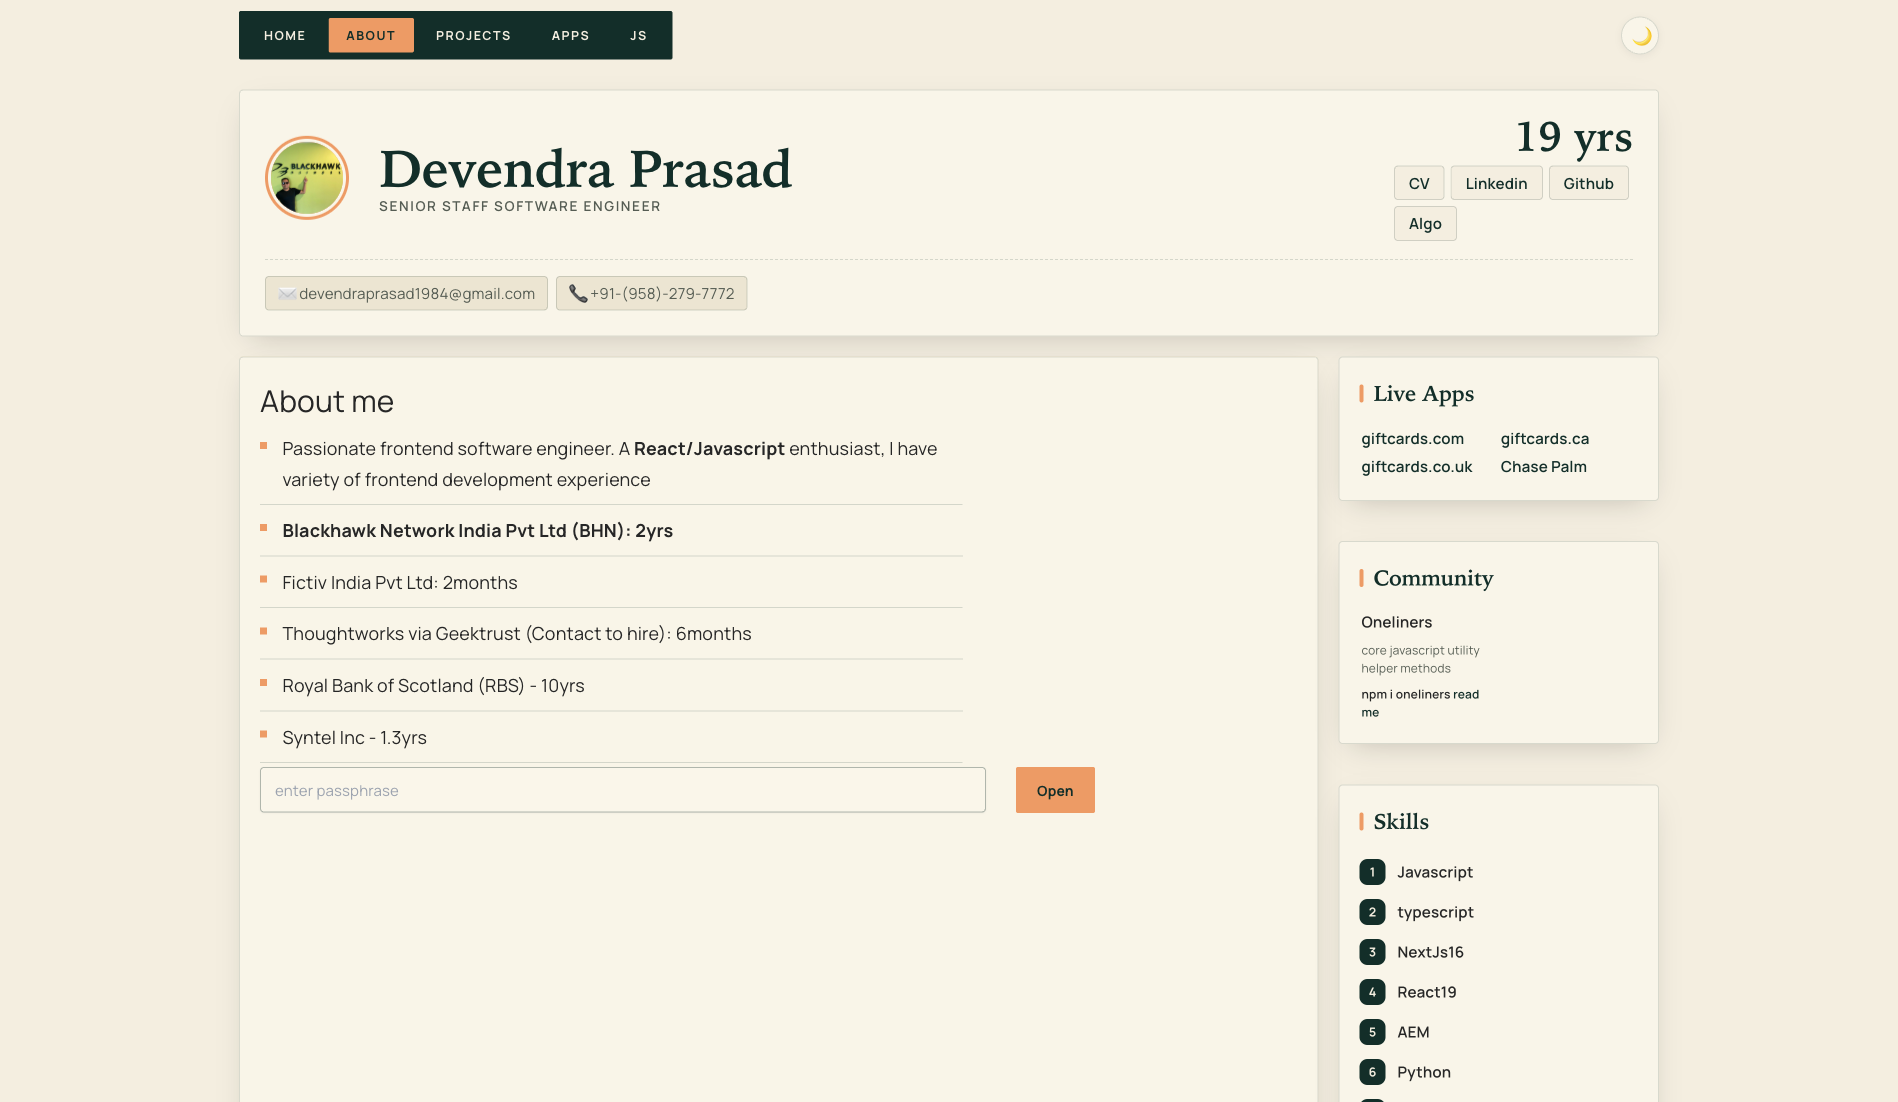 HOME ABOUT PROJECTS APPS JS
BLACKHAWK
Devendra Prasad
SENIOR STAFF SOFTWARE ENGINEER
19 yrs
CV Linkedin Github
Algo
devendraprasad1984@gmail.com +91-(958)-279-7772
About me
Passionate frontend software engineer. A React/Javascript enthusiast, I have
variety of frontend development experience
Blackhawk Network India Pvt Ltd (BHN): 2yrs
Fictiv India Pvt Ltd: 2months
Thoughtworks via Geektrust (Contact to hire): 6months
Royal Bank of Scotland (RBS) - 10yrs
Syntel Inc - 1.3yrs
enter passphrase Open
Live Apps
giftcards.com giftcards.ca
giftcards.co.uk Chase Palm
Community
Oneliners
core javascript utility
helper methods
npm i oneliners read
me
Skills
1 Javascript
2 typescript
3 NextJs16
4 React19
5 AEM
6 Python